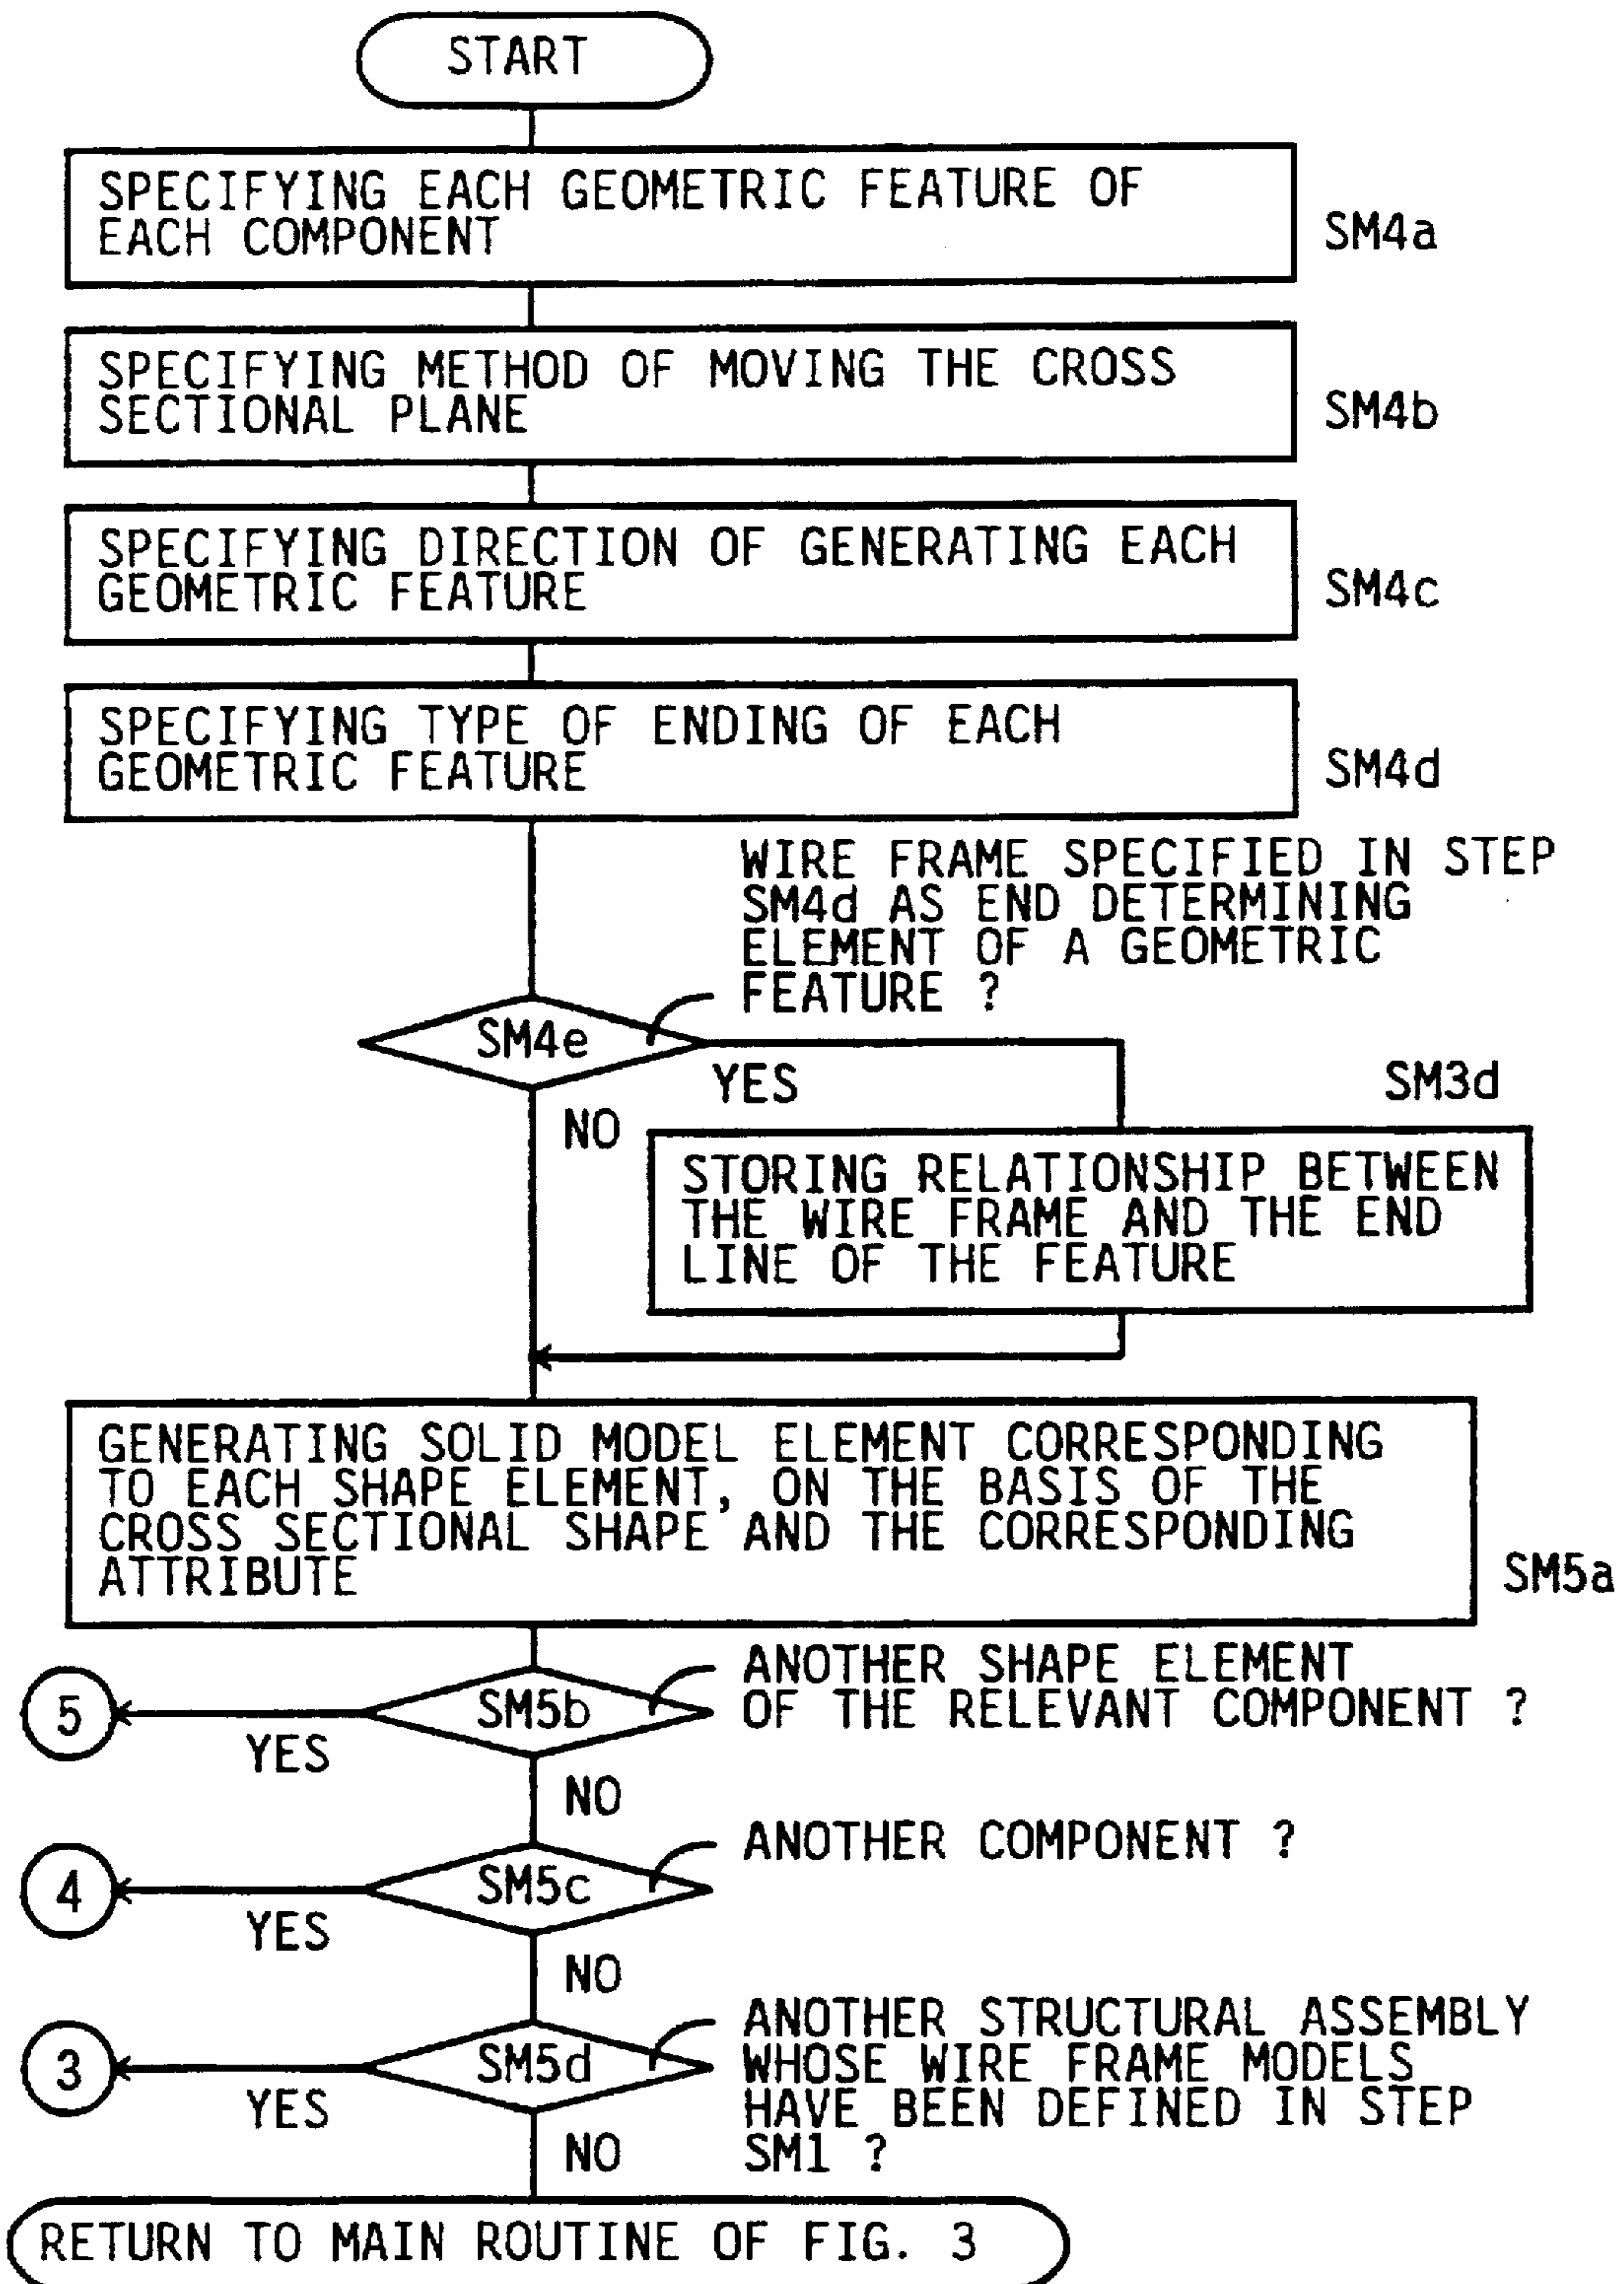 START
SPECIFYING EACH GEOMETRIC FEATURE OF
EACH COMPONENT
SM4a
SPECIFYING METHOD OF MOVING THE CROSS
SECTIONAL PLANE
SM4b
SPECIFYING DIRECTION OF GENERATING EACH
GEOMETRIC FEATURE
SM4c
SPECIFYING TYPE OF ENDING OF EACH
GEOMETRIC FEATURE
SM4d
WIRE FRAME SPECIFIED IN STEP
SM4d AS END DETERMINING
ELEMENT OF A GEOMETRIC
FEATURE ?
SM4e
YES
NO
SM3d
STORING RELATIONSHIP BETWEEN
THE WIRE FRAME AND THE END
LINE OF THE FEATURE
GENERATING SOLID MODEL ELEMENT CORRESPONDING
TO EACH SHAPE ELEMENT, ON THE BASIS OF THE
CROSS SECTIONAL SHAPE AND THE CORRESPONDING
ATTRIBUTE
SM5a
ANOTHER SHAPE ELEMENT
OF THE RELEVANT COMPONENT ?
SM5b
5
YES
NO
ANOTHER COMPONENT ?
SM5c
4
YES
NO
ANOTHER STRUCTURAL ASSEMBLY
WHOSE WIRE FRAME MODELS
HAVE BEEN DEFINED IN STEP
SM1 ?
SM5d
3
YES
NO
RETURN TO MAIN ROUTINE OF FIG. 3